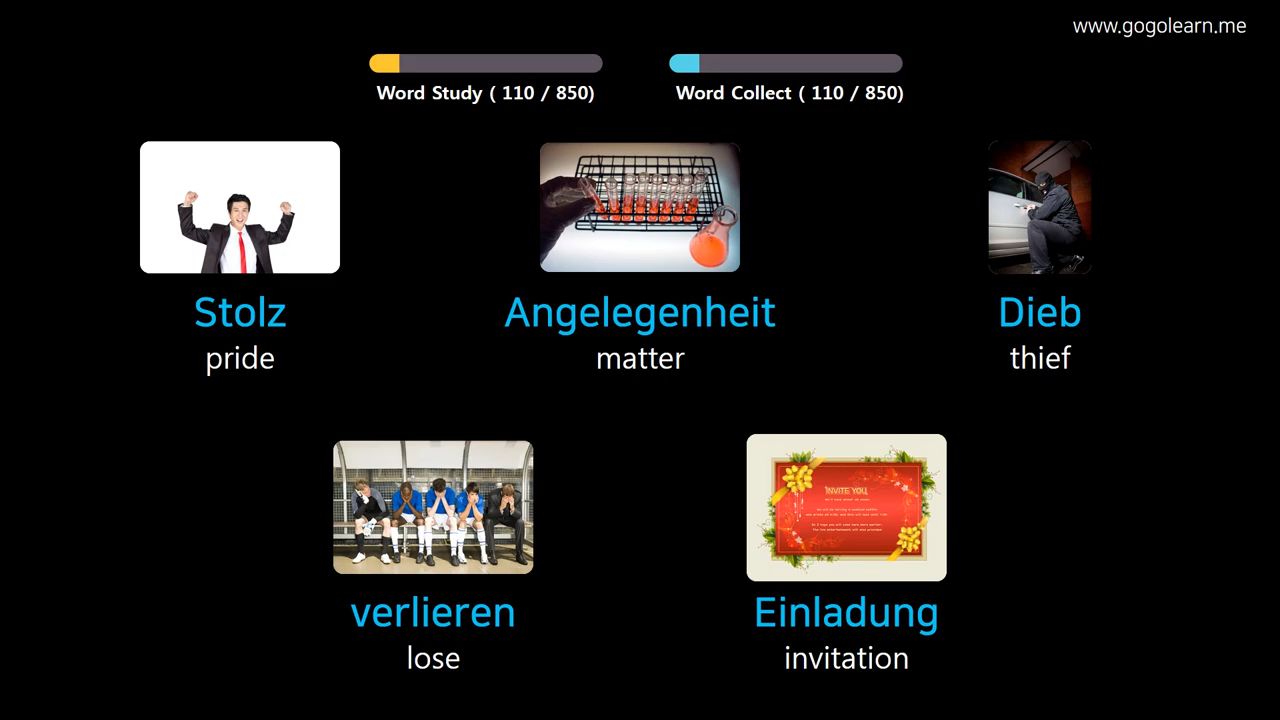 www.gogolearn.me
Word Study ( 110 / 850)
Word Collect ( 110 / 850)
Stolz
pride
Angelegenheit
matter
Dieb
thief
INVITE YOU
verlieren
lose
Einladung
invitation